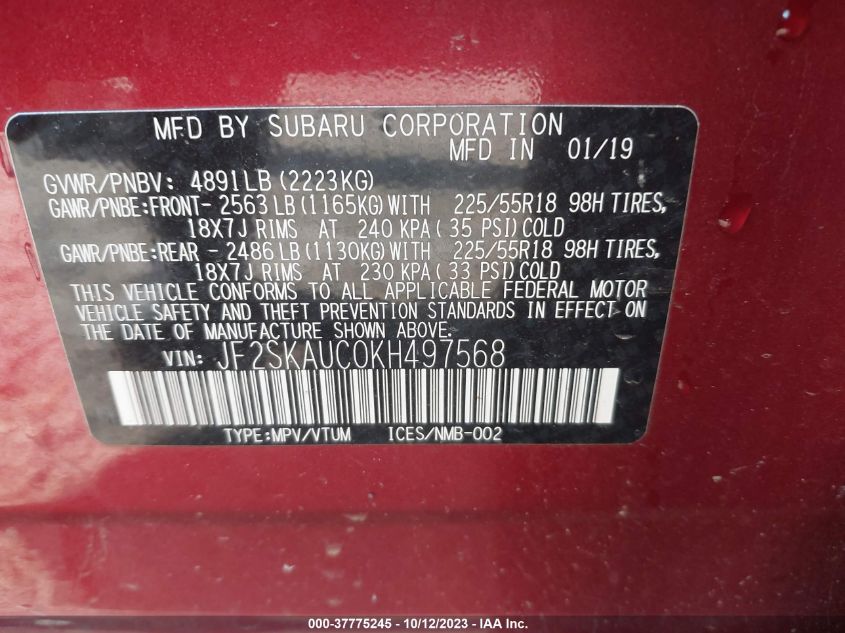 MFD BY SUBARU CORPORATION
MFD IN 01/19
GVWR/PNBV: 4891LB (2223KG)
GAWR/PNBE:FRONT- 2563 LB (1165KG) WITH 225/55R18 98H TIRES,
18X7J RIMS AT 240 KPA ( 35 PSI) COLD
GAWR/PNBE:REAR - 2486 LB (1130KG) WITH 225/55R18 98H TIRES,
18X7J RIMS AT 230 KPA ( 33 PSI) COLD
THIS VEHICLE CONFORMS TO ALL APPLICABLE FEDERAL MOTOR
VEHICLE SAFETY AND THEFT PREVENTION STANDARDS IN EFFECT ON
THE DATE OF MANUFACTURE SHOWN ABOVE.
VIN: JF2SKAUC0KH497568
TYPE:MPV/VTUM ICES/NMB-002
000-37775245 - 10/12/2023 - IAA Inc.